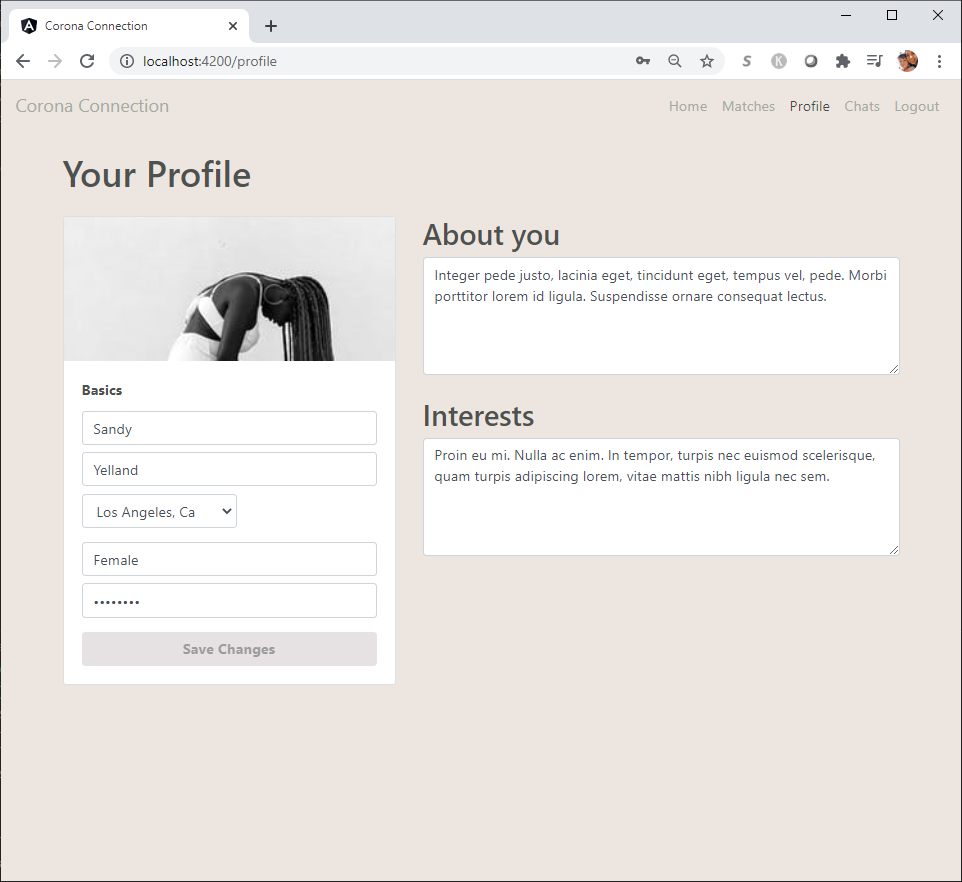 Corona Connection
localhost:4200/profile
Corona Connection
Home Matches Profile Chats Logout
Your Profile
Basics
Sandy
Yelland
Los Angeles, Ca
Female
••••••••
Save Changes
About you
Integer pede justo, lacinia eget, tincidunt eget, tempus vel, pede. Morbi
porttitor lorem id ligula. Suspendisse ornare consequat lectus.
Interests
Proin eu mi. Nulla ac enim. In tempor, turpis nec euismod scelerisque,
quam turpis adipiscing lorem, vitae mattis nibh ligula nec sem.